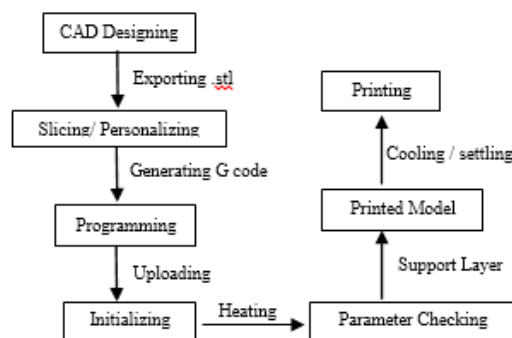 CAD Designing
Exporting .stl
Slicing/ Personalizing
Generating G code
Programming
Uploading
Initializing
Heating
Parameter Checking
Support Layer
Printed Model
Cooling / settling
Printing